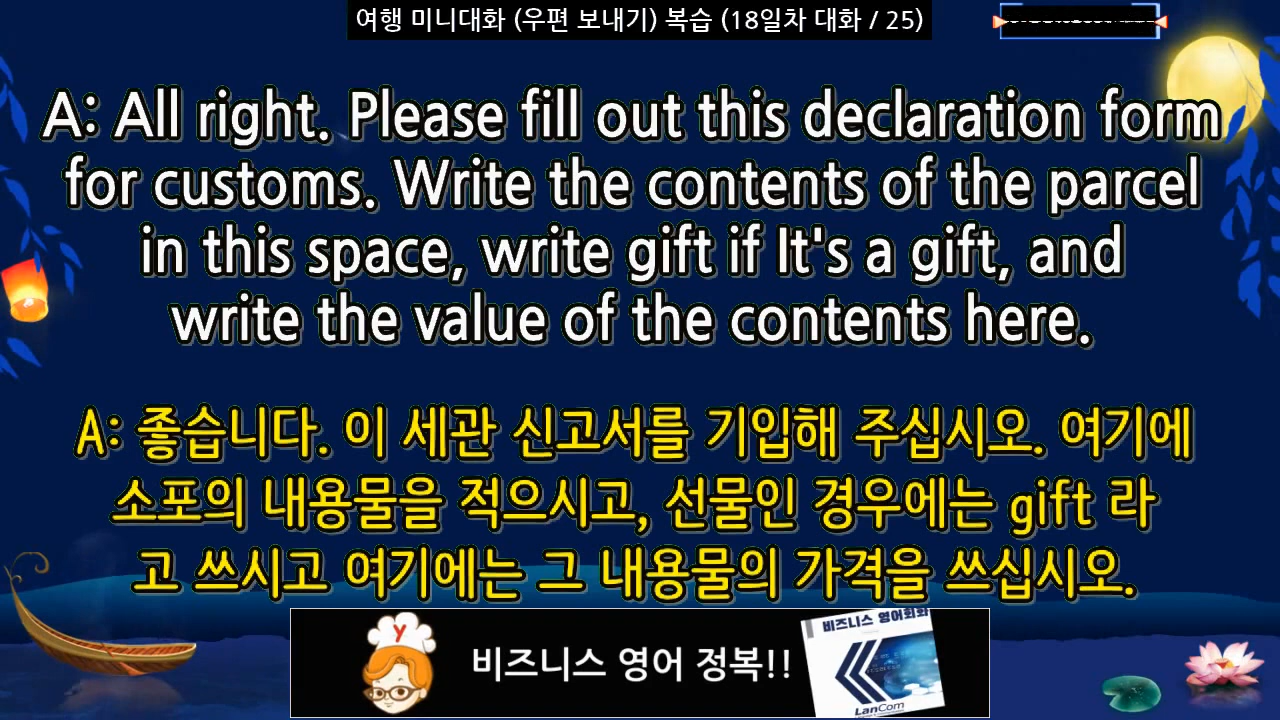 여행 미니대화 (우편 보내기) 복습 (18일차 대화 / 25)
A: All right. Please fill out this declaration form
for customs. Write the contents of the parcel
in this space, write gift if It's a gift, and
write the value of the contents here.
A: 좋습니다. 이 세관 신고서를 기입해 주십시오. 여기에
소포의 내용물을 적으시고, 선물인 경우에는 gift 라
고 쓰시고 여기에는 그 내용물의 가격을 쓰십시오.
Y
비즈니스 영어 정복!!
비즈니스 영어회화
LanCom